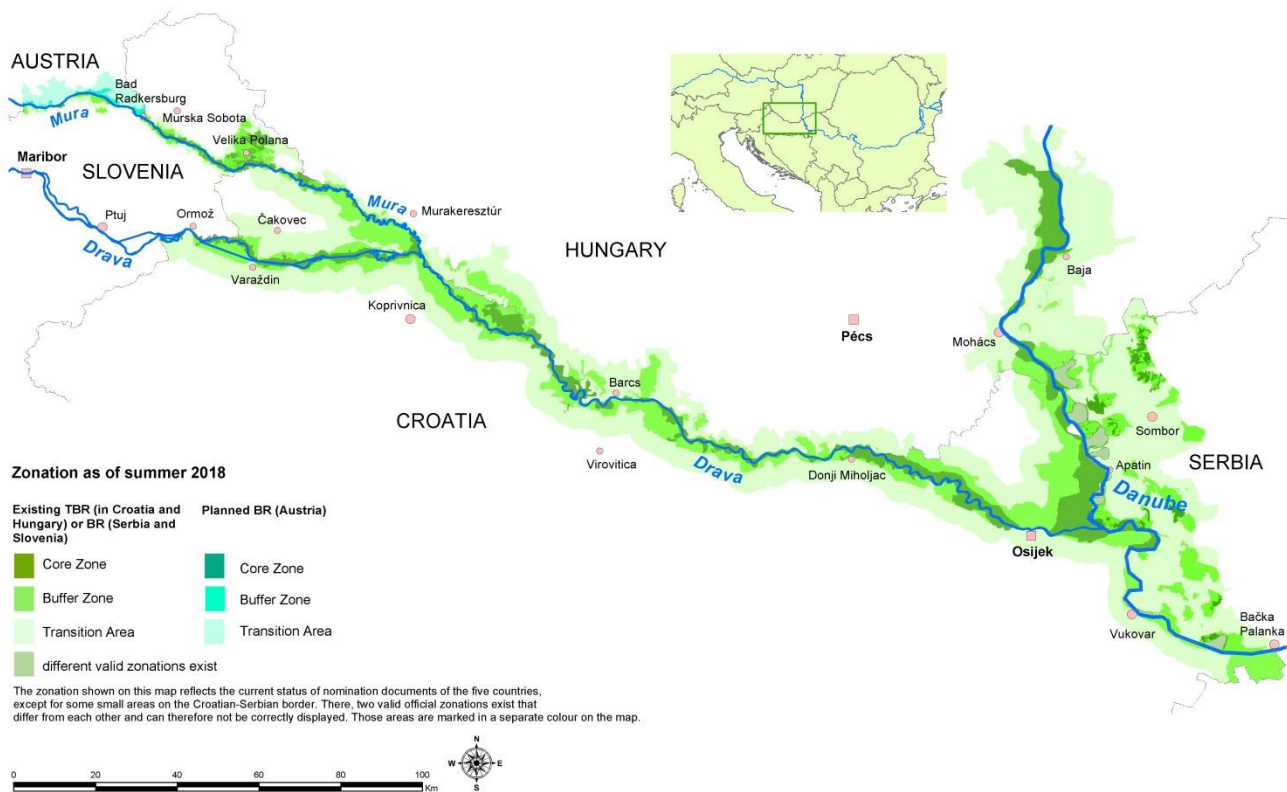 AUSTRIA
Bad
Radkersburg
Mura
Murska Sobota
Velika Polana
Maribor
SLOVENIA
Ptuj
Ormož
Čakovec
Mura
Murakeresztúr
Drava
Varaždin
HUNGARY
Koprivnica
Baja
Pécs
Mohács
Barcs
CROATIA
Sombor
Virovitica
Drava
Donji Miholjac
Apatin
SERBIA
Danube
Osijek
Vukovar
Bačka
Palanka
Zonation as of summer 2018
Existing TBR (in Croatia and
Hungary) or BR (Serbia and
Slovenia)
Planned BR (Austria)
Core Zone
Core Zone
Buffer Zone
Buffer Zone
Transition Area
Transition Area
different valid zonations exist
The zonation shown on this map reflects the current status of nomination documents of the five countries,
except for some small areas on the Croatian-Serbian border. There, two valid official zonations exist that
differ from each other and can therefore not be correctly displayed. Those areas are marked in a separate colour on the map.
N
W E
S
0 20 40 60 80 100
Km